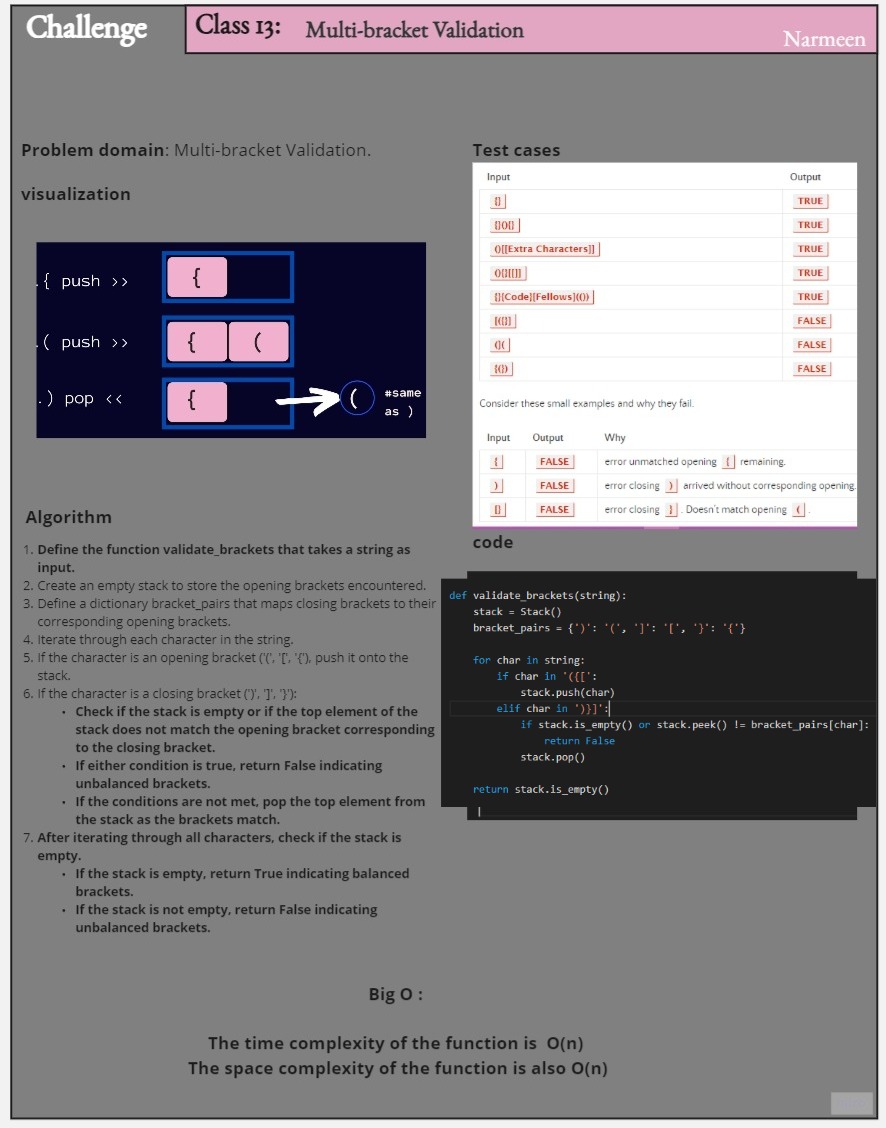 Challenge
Class 13:
Multi-bracket Validation
Narmeen
Problem domain: Multi-bracket Validation.
visualization
.{ push >>
{
.( push >>
{
(
.) pop <<
{
(
#same
as )
Algorithm
1. Define the function validate_brackets that takes a string as
input.
2. Create an empty stack to store the opening brackets encountered.
3. Define a dictionary bracket_pairs that maps closing brackets to their
corresponding opening brackets.
4. Iterate through each character in the string.
5. If the character is an opening bracket ('(', '[', '{'), push it onto the
stack.
6. If the character is a closing bracket (')', ']', '}'):
• Check if the stack is empty or if the top element of the
stack does not match the opening bracket corresponding
to the closing bracket.
• If either condition is true, return False indicating
unbalanced brackets.
• If the conditions are not met, pop the top element from
the stack as the brackets match.
7. After iterating through all characters, check if the stack is
empty.
• If the stack is empty, return True indicating balanced
brackets.
• If the stack is not empty, return False indicating
unbalanced brackets.
Test cases
Input Output
{} TRUE
{}(){} TRUE
()[[Extra Characters]] TRUE
(){}[[]] TRUE
{}{Code}[Fellows](()) TRUE
[({}] FALSE
(]( FALSE
{(}) FALSE
Consider these small examples and why they fail.
Input Output Why
{ FALSE error unmatched opening { remaining.
) FALSE error closing ) arrived without corresponding opening.
[} FALSE error closing } . Doesn't match opening ( .
code
def validate_brackets(string):
stack = Stack()
bracket_pairs = {')': '(', ']': '[', '}': '{'}
for char in string:
if char in '({[':
stack.push(char)
elif char in ')}]':
if stack.is_empty() or stack.peek() != bracket_pairs[char]:
return False
stack.pop()
return stack.is_empty()
Big O :
The time complexity of the function is O(n)
The space complexity of the function is also O(n)